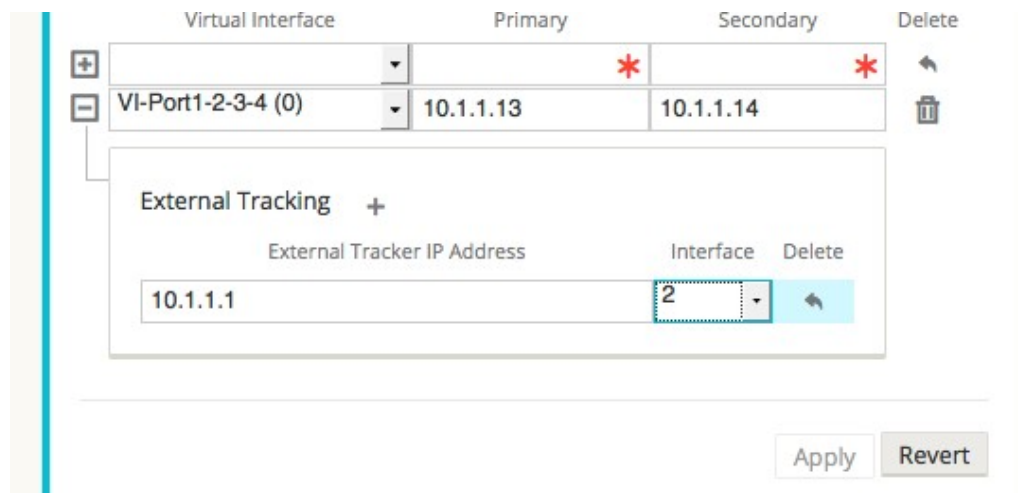 Virtual Interface Primary Secondary Delete
VI-Port1-2-3-4 (0) 10.1.1.13 10.1.1.14
External Tracking +
External Tracker IP Address Interface Delete
10.1.1.1 2
Apply Revert